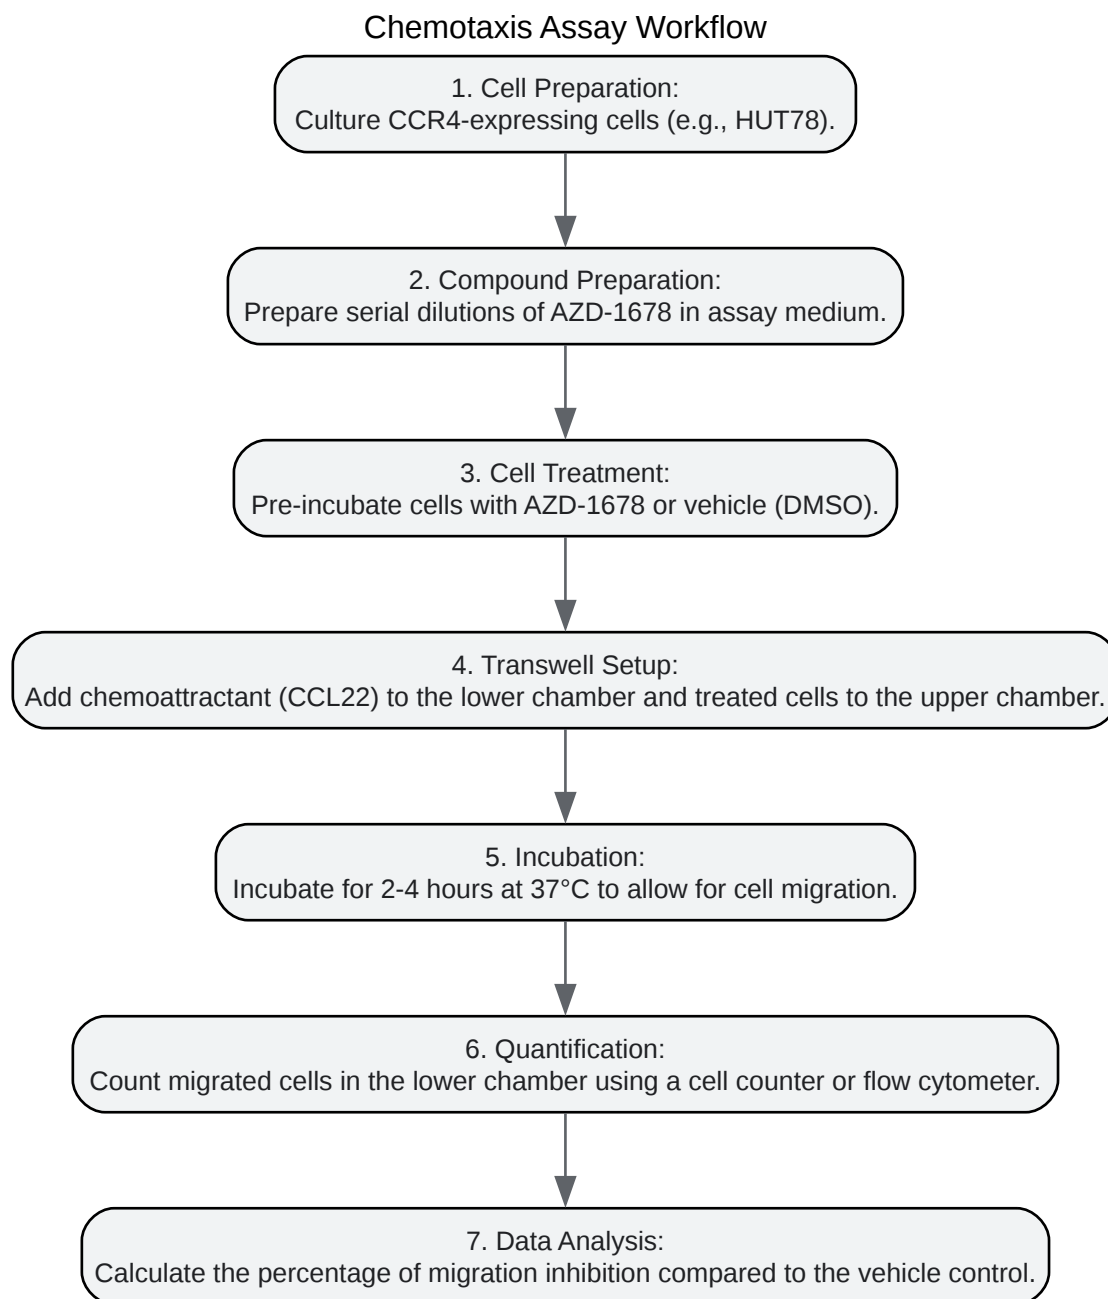 Chemotaxis Assay Workflow
1. Cell Preparation:
Culture CCR4-expressing cells (e.g., HUT78).
2. Compound Preparation:
Prepare serial dilutions of AZD-1678 in assay medium.
3. Cell Treatment:
Pre-incubate cells with AZD-1678 or vehicle (DMSO).
4. Transwell Setup:
Add chemoattractant (CCL22) to the lower chamber and treated cells to the upper chamber.
5. Incubation:
Incubate for 2-4 hours at 37°C to allow for cell migration.
6. Quantification:
Count migrated cells in the lower chamber using a cell counter or flow cytometer.
7. Data Analysis:
Calculate the percentage of migration inhibition compared to the vehicle control.